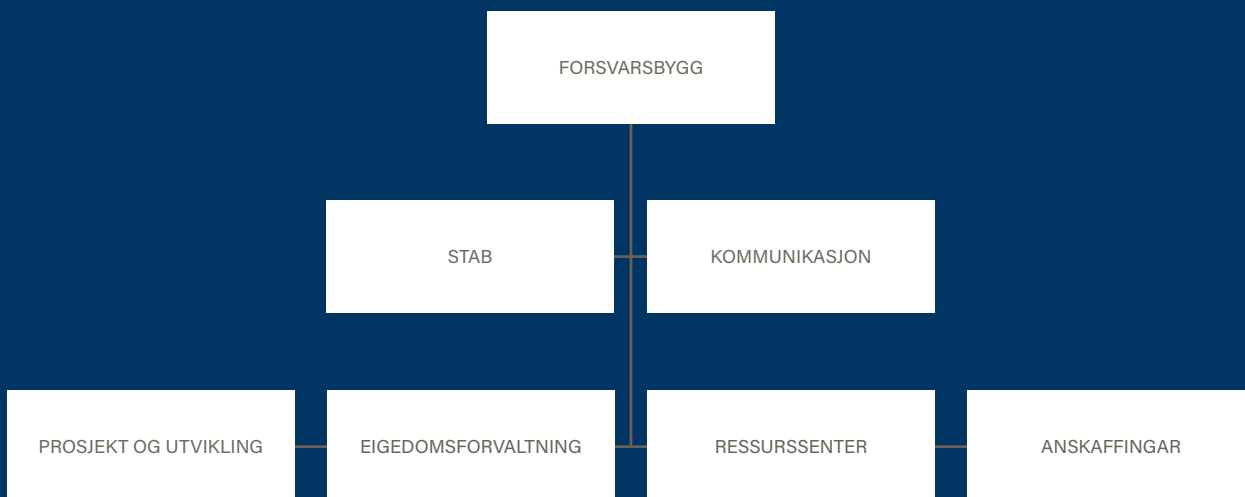 FORSVARSBYGG
STAB
KOMMUNIKASJON
PROSJEKT OG UTVIKLING
EIGEDOMSFORVALTNING
RESSURSSENTER
ANSKAFFINGAR